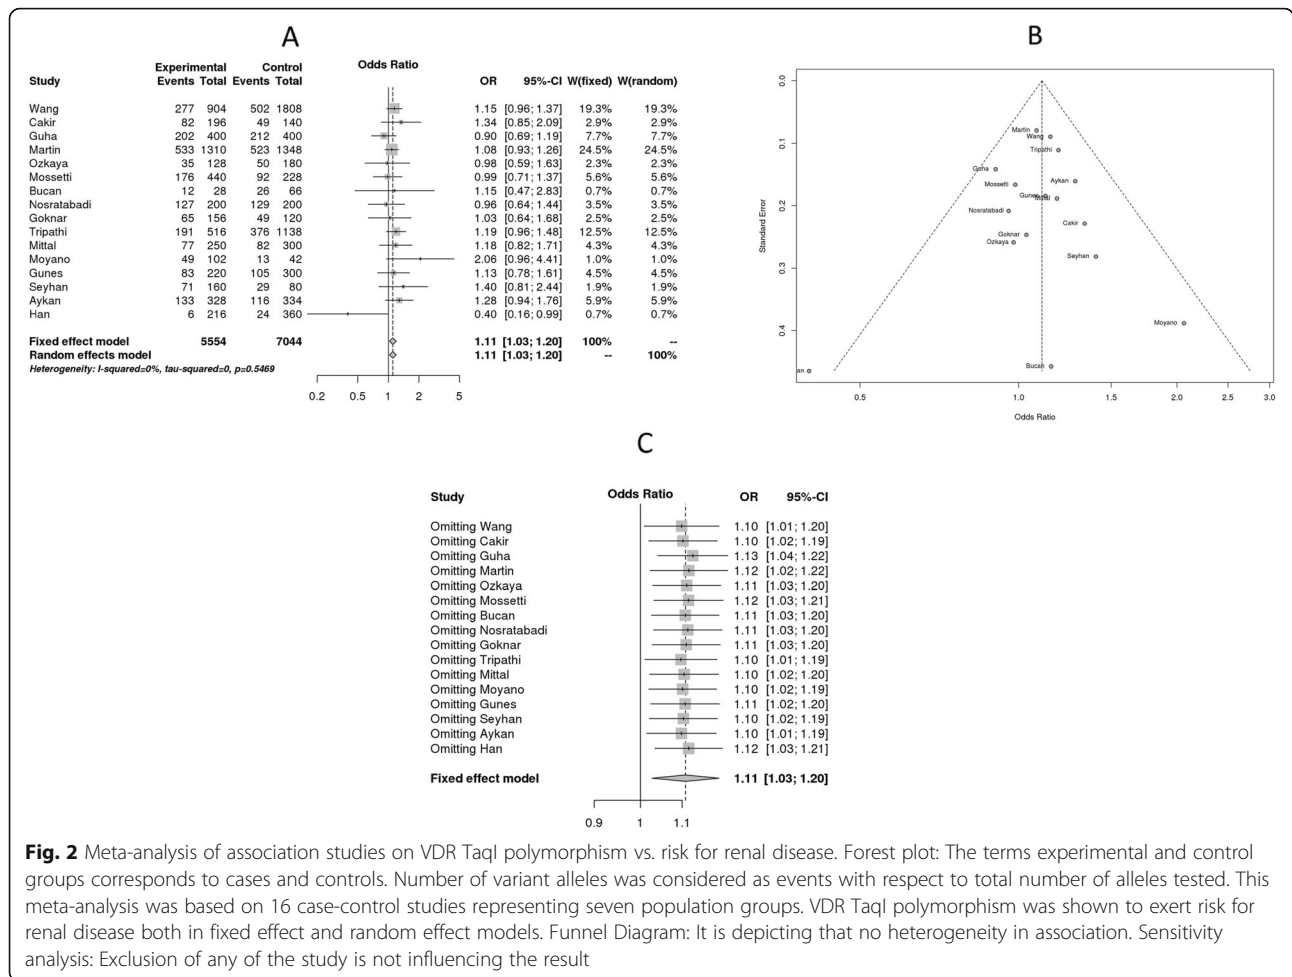 A
Experimental Control Odds Ratio
Study Events Total Events Total OR 95%-CI W(fixed) W(random)
Wang 277 904 502 1808 1.15 [0.96; 1.37] 19.3% 19.3%
Cakir 82 196 49 140 1.34 [0.85; 2.09] 2.9% 2.9%
Guha 202 400 212 400 0.90 [0.69; 1.19] 7.7% 7.7%
Martin 533 1310 523 1348 1.08 [0.93; 1.26] 24.5% 24.5%
Ozkaya 35 128 50 180 0.98 [0.59; 1.63] 2.3% 2.3%
Mossetti 176 440 92 228 0.99 [0.71; 1.37] 5.6% 5.6%
Bucan 12 28 26 66 1.15 [0.47; 2.83] 0.7% 0.7%
Nosratabadi 127 200 129 200 0.96 [0.64; 1.44] 3.5% 3.5%
Goknar 65 156 49 120 1.03 [0.64; 1.68] 2.5% 2.5%
Tripathi 191 516 376 1138 1.19 [0.96; 1.48] 12.5% 12.5%
Mittal 77 250 82 300 1.18 [0.82; 1.71] 4.3% 4.3%
Moyano 49 102 13 42 2.06 [0.96; 4.41] 1.0% 1.0%
Gunes 83 220 105 300 1.13 [0.78; 1.61] 4.5% 4.5%
Seyhan 71 160 29 80 1.40 [0.81; 2.44] 1.9% 1.9%
Aykan 133 328 116 334 1.28 [0.94; 1.76] 5.9% 5.9%
Han 6 216 24 360 0.40 [0.16; 0.99] 0.7% 0.7%
Fixed effect model 5554 7044 1.11 [1.03; 1.20] 100% --
Random effects model 1.11 [1.03; 1.20] -- 100%
Heterogeneity: I-squared=0%, tau-squared=0, p=0.5469
0.2 0.5 1 2 5
B
Standard Error
0.0
0.1
0.2
0.3
0.4
Martin
Wang
Tripathi
Guha
Aykan
Mossetti
Gunes
Mittal
Nosratabadi
Cakir
Goknar
Ozkaya
Seyhan
Moyano
Bucan
an
0.5 1.0 1.5 2.0 3.0
Odds Ratio
C
Study Odds Ratio OR 95%-CI
Omitting Wang 1.10 [1.01; 1.20]
Omitting Cakir 1.10 [1.02; 1.19]
Omitting Guha 1.13 [1.04; 1.22]
Omitting Martin 1.12 [1.02; 1.22]
Omitting Ozkaya 1.11 [1.03; 1.20]
Omitting Mossetti 1.12 [1.03; 1.21]
Omitting Bucan 1.11 [1.03; 1.20]
Omitting Nosratabadi 1.11 [1.03; 1.20]
Omitting Goknar 1.11 [1.03; 1.20]
Omitting Tripathi 1.10 [1.01; 1.19]
Omitting Mittal 1.10 [1.02; 1.20]
Omitting Moyano 1.10 [1.02; 1.19]
Omitting Gunes 1.11 [1.02; 1.20]
Omitting Seyhan 1.10 [1.02; 1.19]
Omitting Aykan 1.10 [1.01; 1.19]
Omitting Han 1.12 [1.03; 1.21]
Fixed effect model 1.11 [1.03; 1.20]
0.9 1 1.1
Fig. 2 Meta-analysis of association studies on VDR TaqI polymorphism vs. risk for renal disease. Forest plot: The terms experimental and control
groups corresponds to cases and controls. Number of variant alleles was considered as events with respect to total number of alleles tested. This
meta-analysis was based on 16 case-control studies representing seven population groups. VDR TaqI polymorphism was shown to exert risk for
renal disease both in fixed effect and random effect models. Funnel Diagram: It is depicting that no heterogeneity in association. Sensitivity
analysis: Exclusion of any of the study is not influencing the result